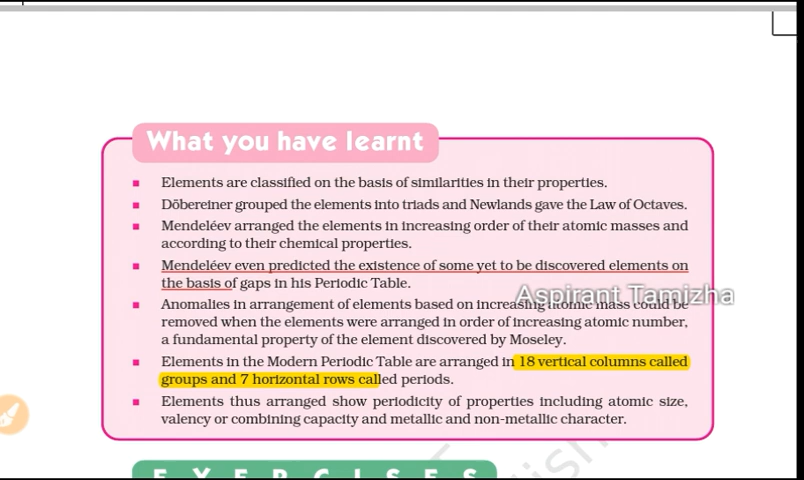 What you have learnt
■ Elements are classified on the basis of similarities in their properties.
■ Döbereiner grouped the elements into triads and Newlands gave the Law of Octaves.
■ Mendeléev arranged the elements in increasing order of their atomic masses and
according to their chemical properties.
■ Mendeléev even predicted the existence of some yet to be discovered elements on
the basis of gaps in his Periodic Table.
Aspirant Tamizha
■ Anomalies in arrangement of elements based on increasing atomic mass could be
removed when the elements were arranged in order of increasing atomic number,
a fundamental property of the element discovered by Moseley.
■ Elements in the Modern Periodic Table are arranged in 18 vertical columns called
groups and 7 horizontal rows called periods.
■ Elements thus arranged show periodicity of properties including atomic size,
valency or combining capacity and metallic and non-metallic character.
EXERCISES